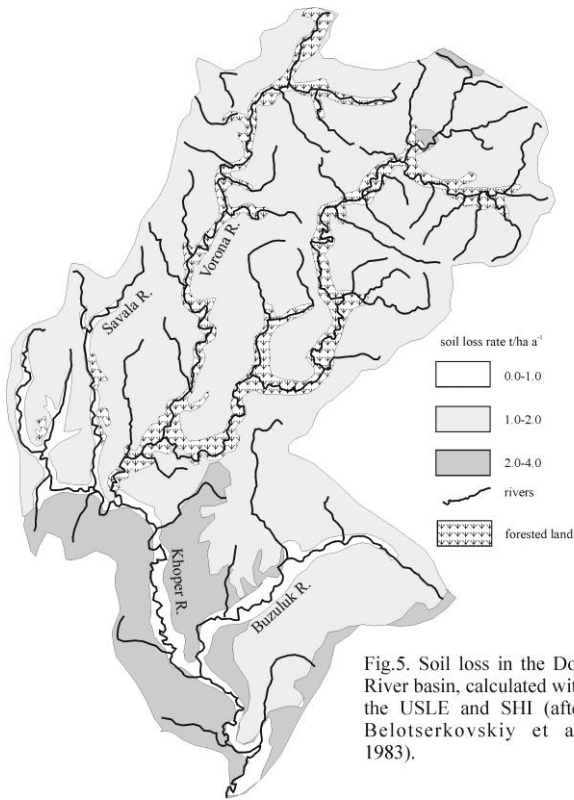 Vorona R.
Savala R.
soil loss rate t/ha a⁻¹
0.0-1.0
1.0-2.0
2.0-4.0
rivers
forested land
Khoper R.
Buzuluk R.
Fig.5. Soil loss in the Do
River basin, calculated wit
the USLE and SHI (afte
Belotserkovskiy et a
1983).